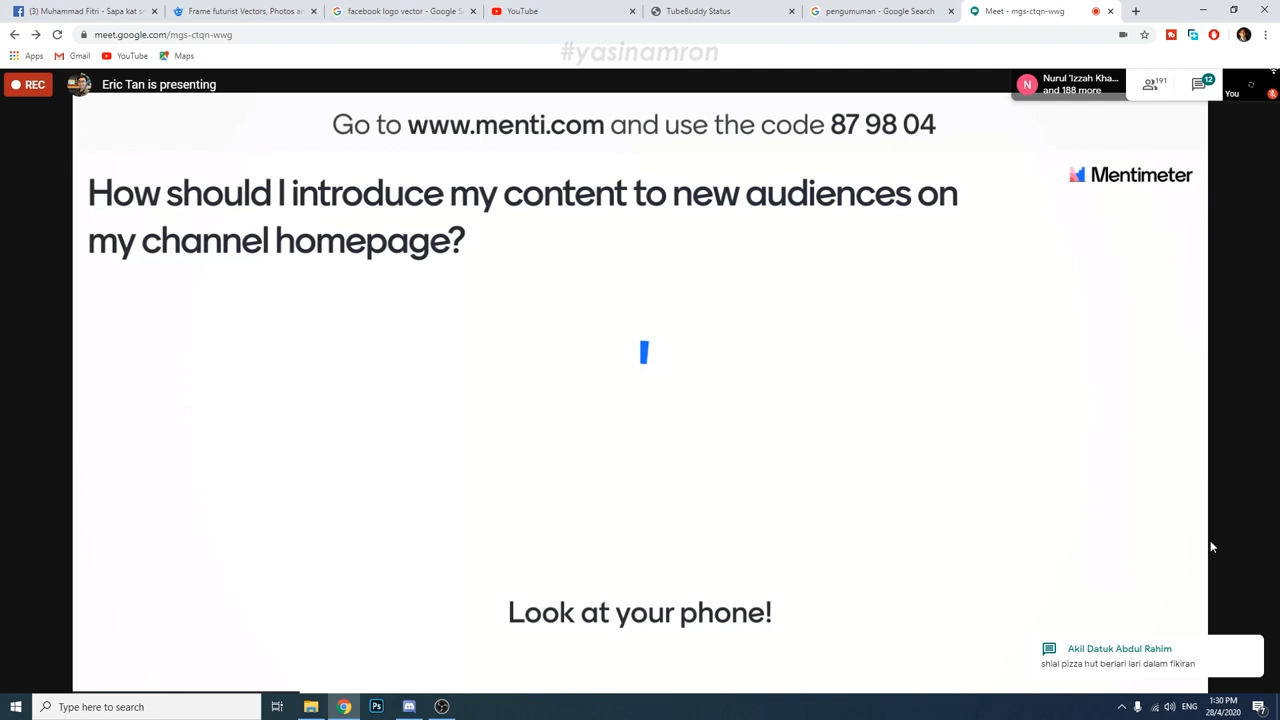 (3) Muhammad Fitri - Sapa kat s
Frame futurist Vectors, Photos a
facebook logo vector - Google S
YouTube
TubeBuddy Status
pengumuman - Google Search
Meet - mgs-ctqn-wwg
meet.google.com/mgs-ctqn-wwg
Apps
Gmail
YouTube
Maps
#yasinamron
REC
Eric Tan is presenting
N
Nurul 'Izzah Kha...
and 188 more
191
12
You
Go to www.menti.com and use the code 87 98 04
Mentimeter
How should I introduce my content to new audiences on
my channel homepage?
Look at your phone!
Akil Datuk Abdul Rahim
shial pizza hut berlari lari dalam fikiran
Type here to search
Ps
ENG
1:30 PM
28/4/2020